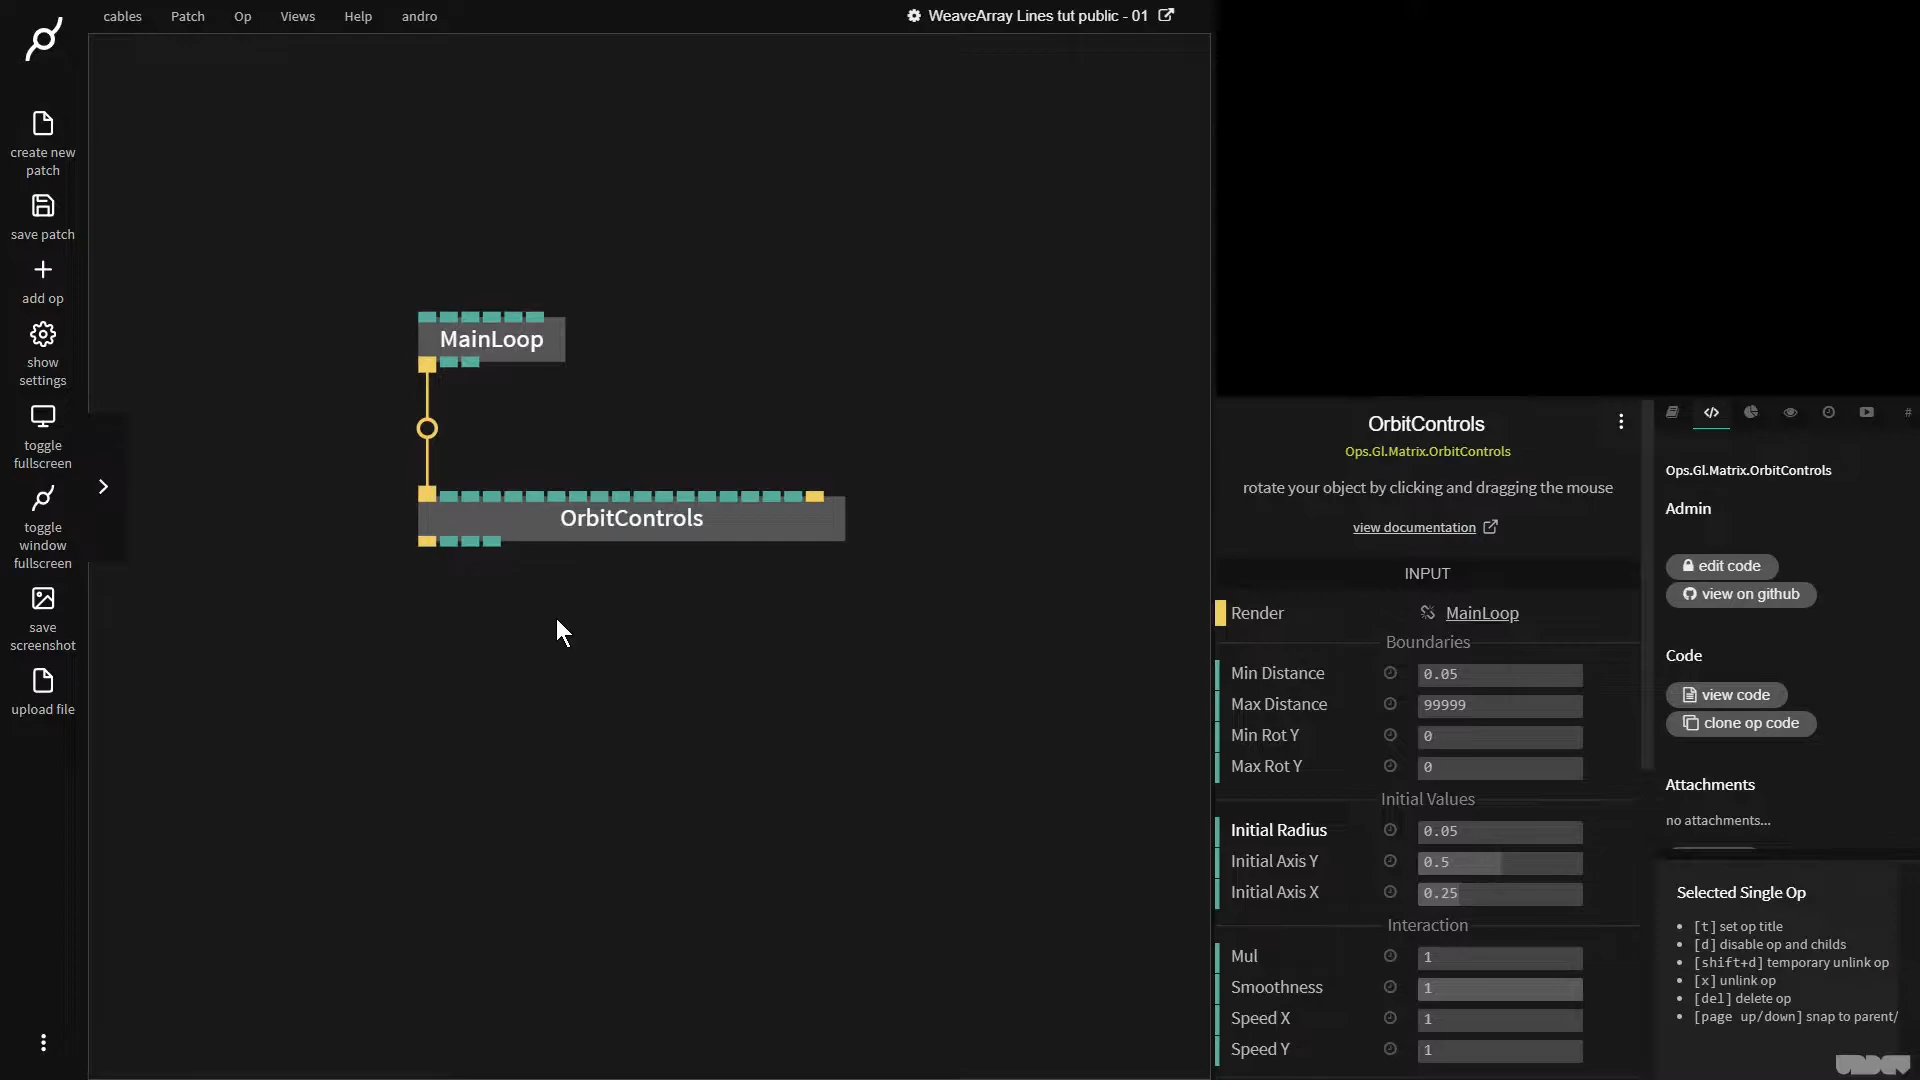 cables
Patch
Op
Views
Help
andro
WeaveArray Lines tut public - 01
create new
patch
save patch
add op
show
settings
toggle
fullscreen
toggle
window
fullscreen
save
screenshot
upload file
MainLoop
OrbitControls
OrbitControls
Ops.Gl.Matrix.OrbitControls
rotate your object by clicking and dragging the mouse
view documentation
INPUT
Render MainLoop
Boundaries
Min Distance 0.05
Max Distance 99999
Min Rot Y 0
Max Rot Y 0
Initial Values
Initial Radius 0.05
Initial Axis Y 0.5
Initial Axis X 0.25
Interaction
Mul 1
Smoothness 1
Speed X 1
Speed Y 1
#
Ops.Gl.Matrix.OrbitControls
Admin
edit code
view on github
Code
view code
clone op code
Attachments
no attachments...
Selected Single Op
[t] set op title
[d] disable op and childs
[shift+d] temporary unlink op
[x] unlink op
[del] delete op
[page up/down] snap to parent/